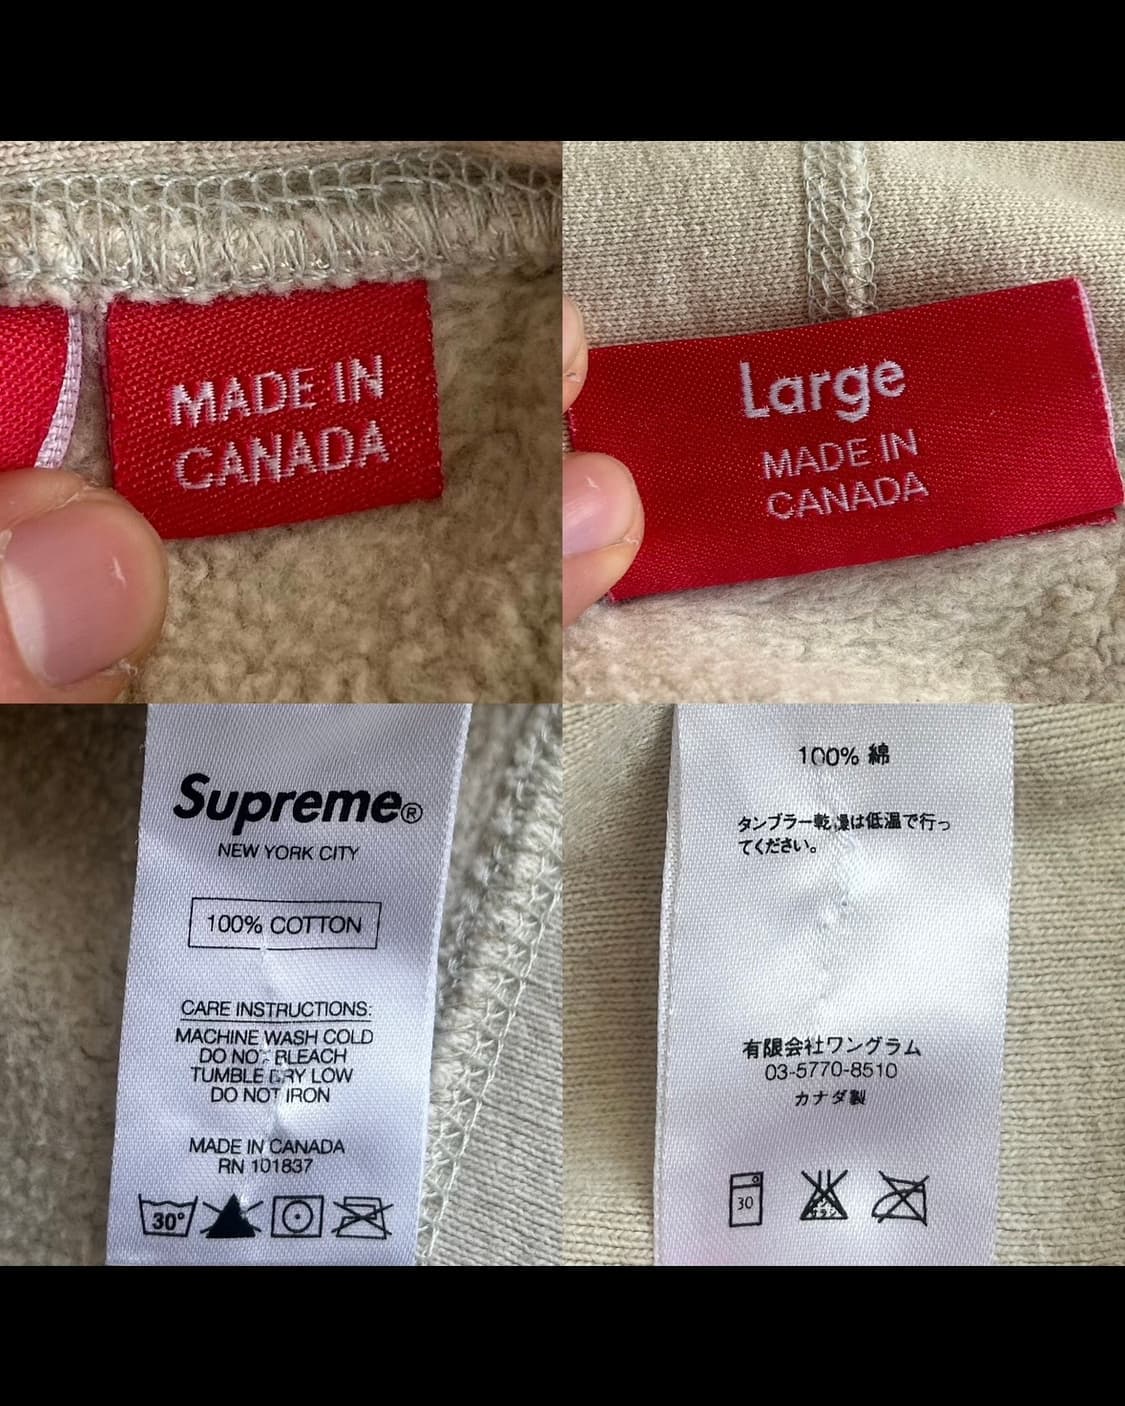 MADE IN
CANADA
Large
MADE IN
CANADA
Supreme®
NEW YORK CITY
100% COTTON
CARE INSTRUCTIONS:
MACHINE WASH COLD
DO NOT BLEACH
TUMBLE DRY LOW
DO NOT IRON
MADE IN CANADA
RN 101837
30°
100% 綿
タンブラー乾燥は低温で行っ
てください。
有限会社ワングラム
03-5770-8510
カナダ製
30